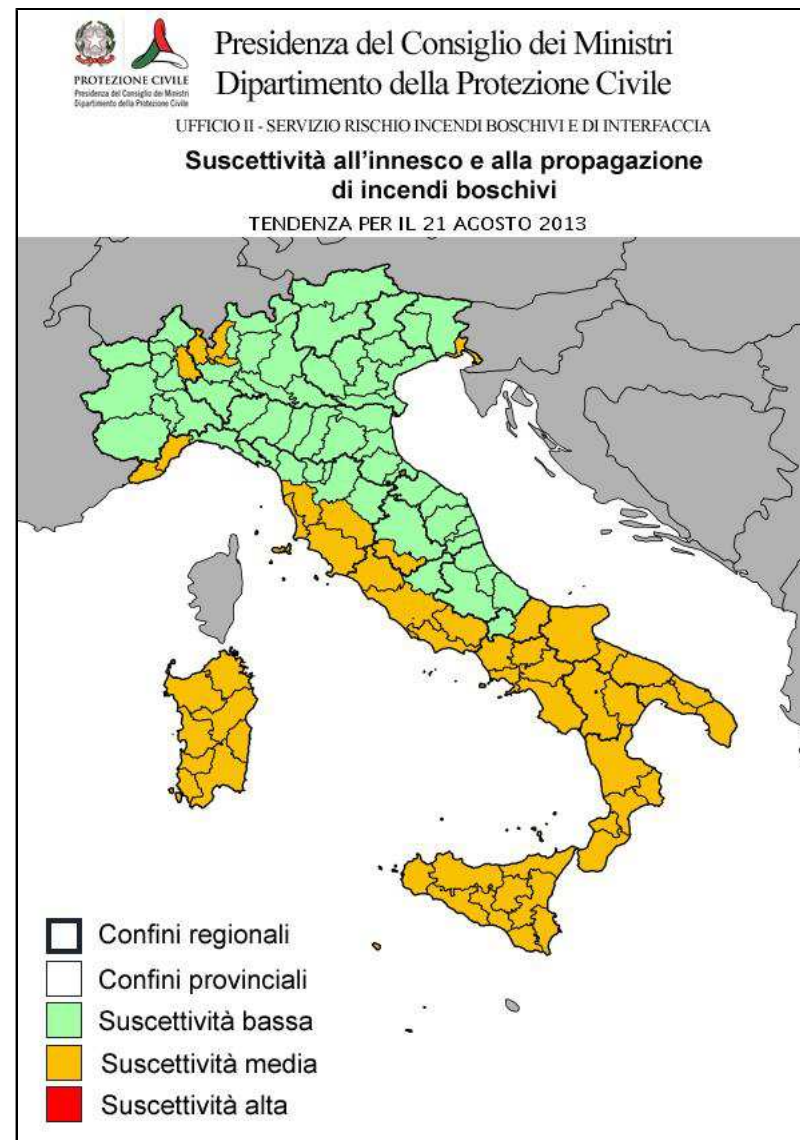 PROTEZIONE CIVILE
Presidenza del Consiglio dei Ministri
Dipartimento della Protezione Civile
Presidenza del Consiglio dei Ministri
Dipartimento della Protezione Civile
UFFICIO II - SERVIZIO RISCHIO INCENDI BOSCHIVI E DI INTERFACCIA
Suscettività all'innesco e alla propagazione
di incendi boschivi
TENDENZA PER IL 21 AGOSTO 2013
Confini regionali
Confini provinciali
Suscettività bassa
Suscettività media
Suscettività alta